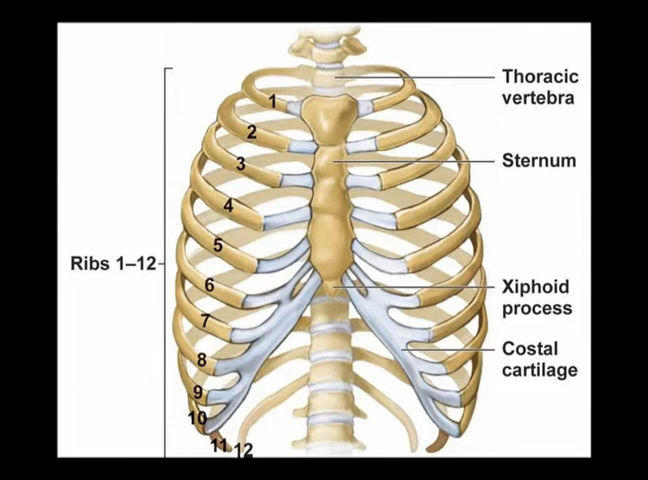 Thoracic
vertebra
1
2
3
Sternum
4
5
Ribs 1–12
6
Xiphoid
process
7
8
Costal
cartilage
9
10
11 12